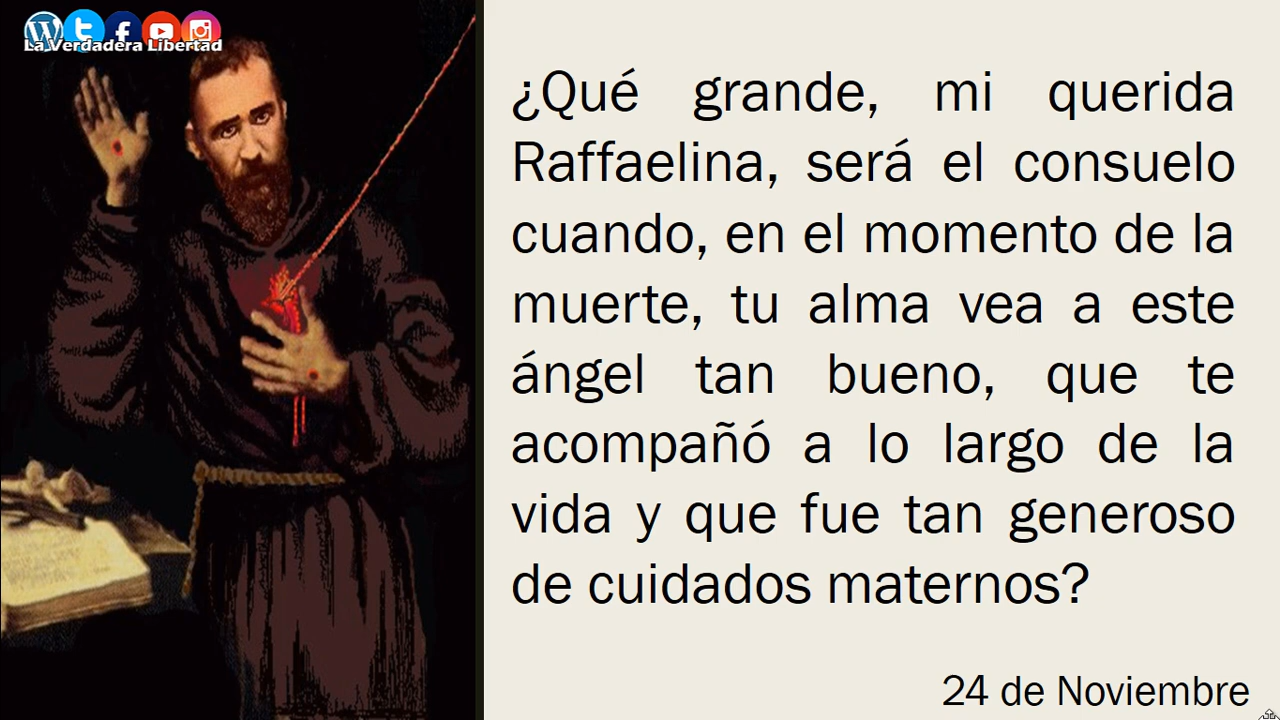 La Verdadera Libertad
¿Qué grande, mi querida
Raffaelina, será el consuelo
cuando, en el momento de la
muerte, tu alma vea a este
ángel tan bueno, que te
acompañó a lo largo de la
vida y que fue tan generoso
de cuidados maternos?
24 de Noviembre